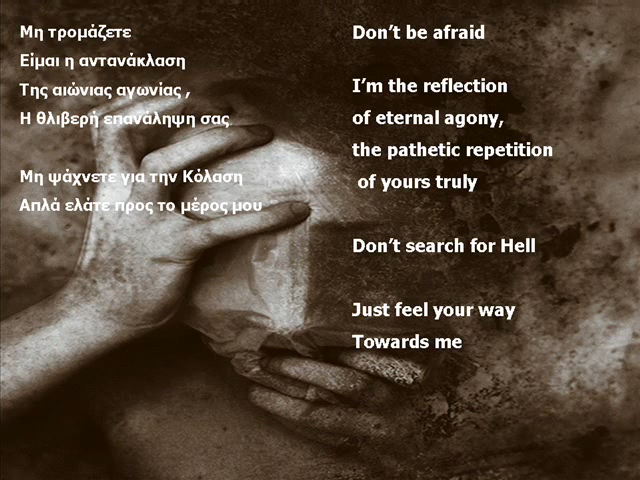 Μη τρομάζετε
Είμαι η αντανάκλαση
Της αιώνιας αγωνίας ,
Η θλιβερή επανάληψη σας
Μη ψάχνετε για την Κόλαση
Απλά ελάτε προς το μέρος μου
Don't be afraid
I'm the reflection
of eternal agony,
the pathetic repetition
of yours truly
Don't search for Hell
Just feel your way
Towards me